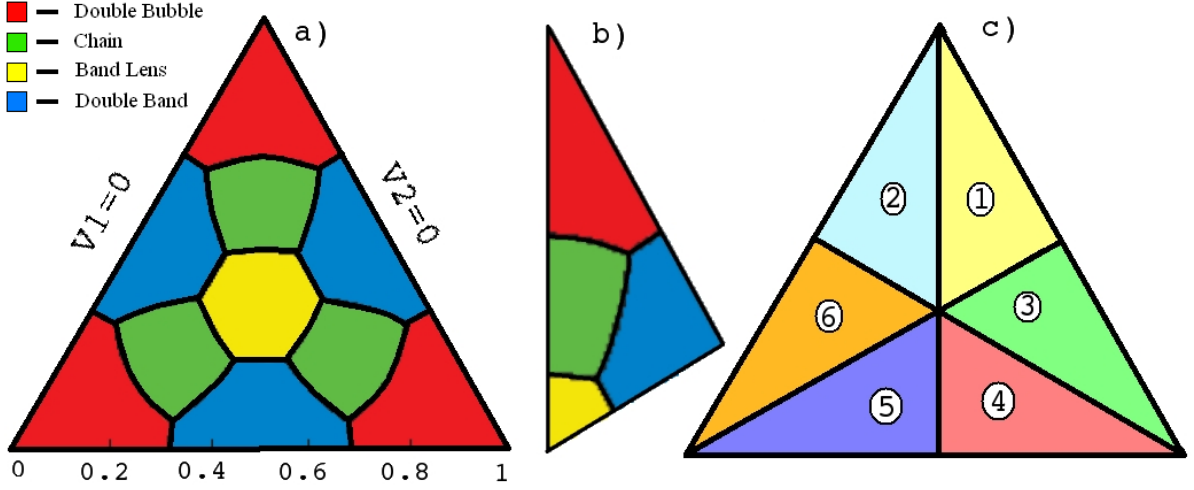 Double Bubble
Chain
Band Lens
Double Band
a)
V1=0
V2=0
0 0.2 0.4 0.6 0.8 1
b)
c)
2 1
6 3
5 4